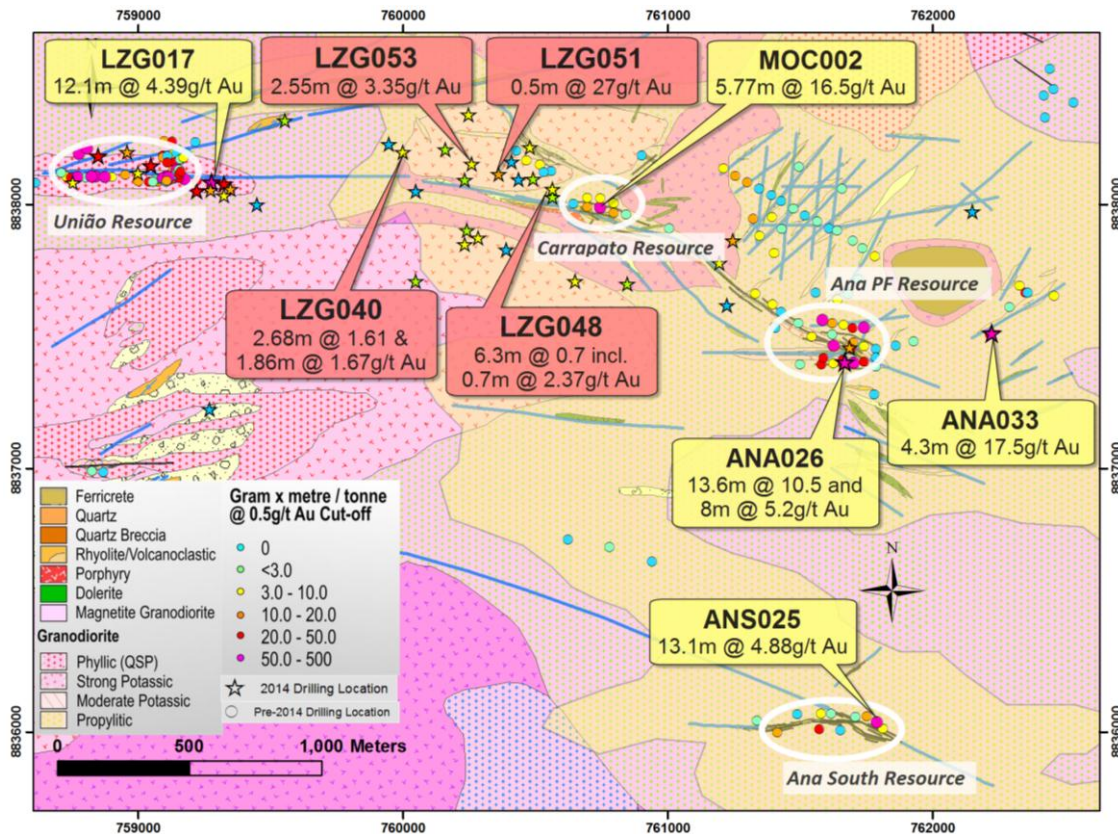 759000
760000
761000
762000
LZG017
12.1m @ 4.39g/t Au
LZG053
2.55m @ 3.35g/t Au
LZG051
0.5m @ 27g/t Au
MOC002
5.77m @ 16.5g/t Au
8838000
8838000
União Resource
Carrapato Resource
Ana PF Resource
LZG040
2.68m @ 1.61 &
1.86m @ 1.67g/t Au
LZG048
6.3m @ 0.7 incl.
0.7m @ 2.37g/t Au
ANA033
4.3m @ 17.5g/t Au
ANA026
13.6m @ 10.5 and
8m @ 5.2g/t Au
8837000
8837000
Ferricrete
Quartz
Quartz Breccia
Rhyolite/Volcanoclastic
Porphyry
Dolerite
Magnetite Granodiorite
Granodiorite
Phyllic (QSP)
Strong Potassic
Moderate Potassic
Propylitic
Gram x metre / tonne
@ 0.5g/t Au Cut-off
0
<3.0
3.0 - 10.0
10.0 - 20.0
20.0 - 50.0
50.0 - 500
2014 Drilling Location
Pre-2014 Drilling Location
N
ANS025
13.1m @ 4.88g/t Au
Ana South Resource
8836000
8836000
0 500 1,000 Meters
759000
760000
761000
762000